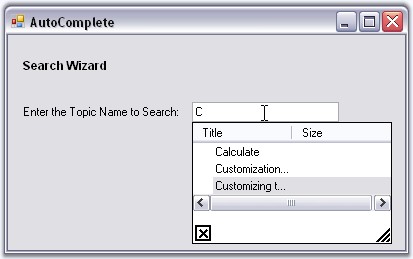 AutoComplete
Search Wizard
Enter the Topic Name to Search: C
Title Size
Calculate
Customization...
Customizing t...